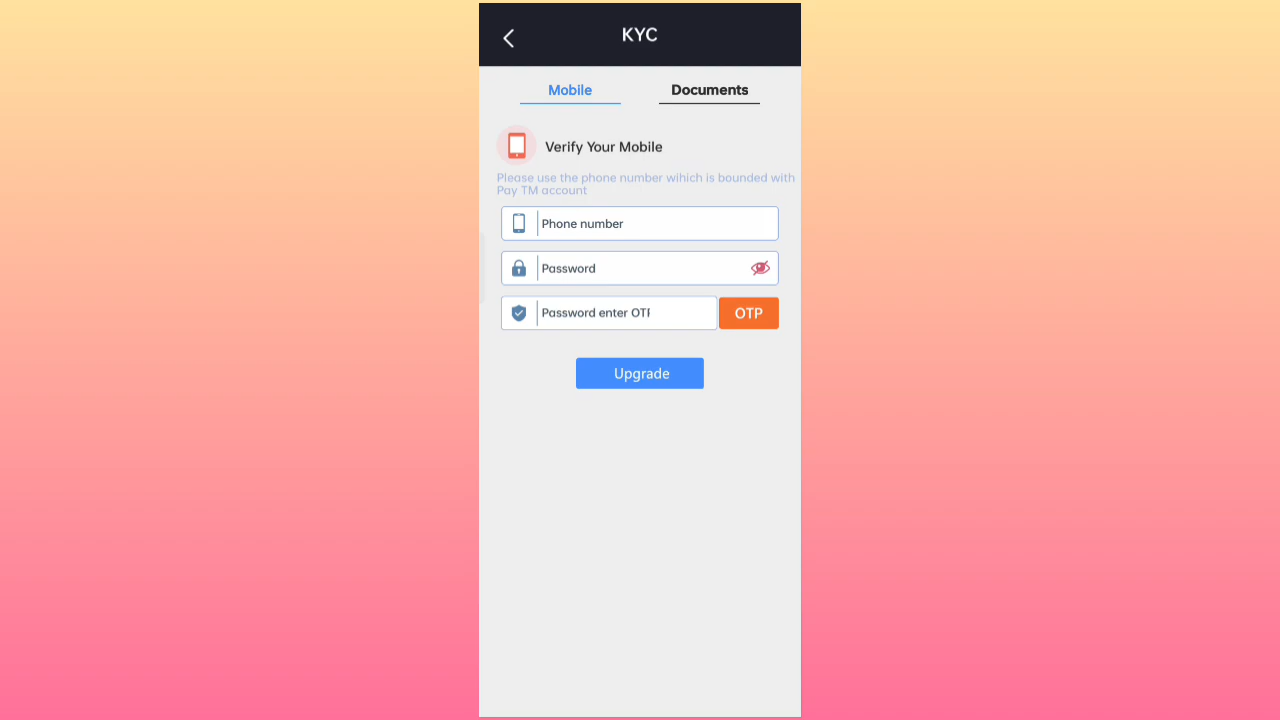 KYC
Mobile
Documents
Verify Your Mobile
Please use the phone number wihich is bounded with
Pay TM account
Phone number
Password
Password enter OTF
OTP
Upgrade